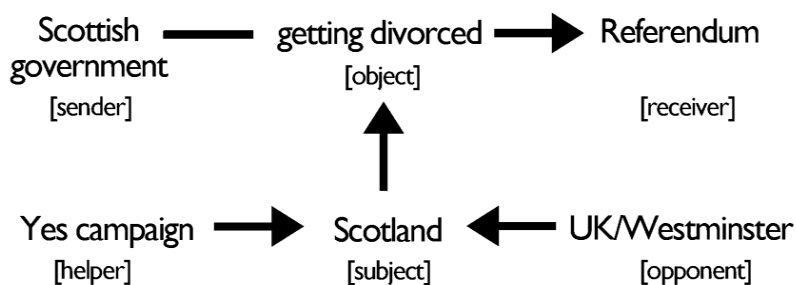 Scottish government
getting divorced
Referendum
[sender]
[object]
[receiver]
Yes campaign
Scotland
UK/Westminster
[helper]
[subject]
[opponent]